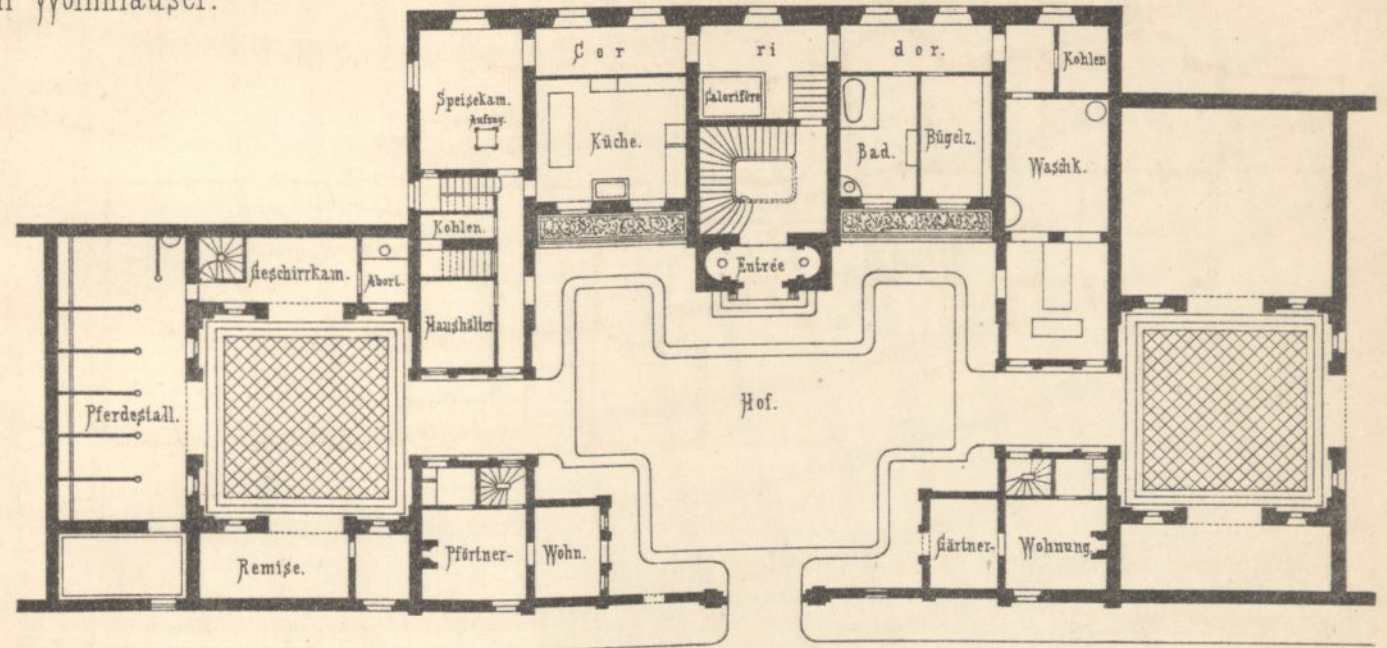 Wohnhäuser.
Cor ri dor.
Kohlen
Speisekam.
Aufzug.
Calorifère
Küche.
Bad.
Bügelz.
Waschk.
Kohlen.
Geschirrkam.
Abort.
Entrée
Haushälter
Pferdestall.
Hof.
Pförtner-
Wohn.
Gärtner-
Wohnung
Remise.